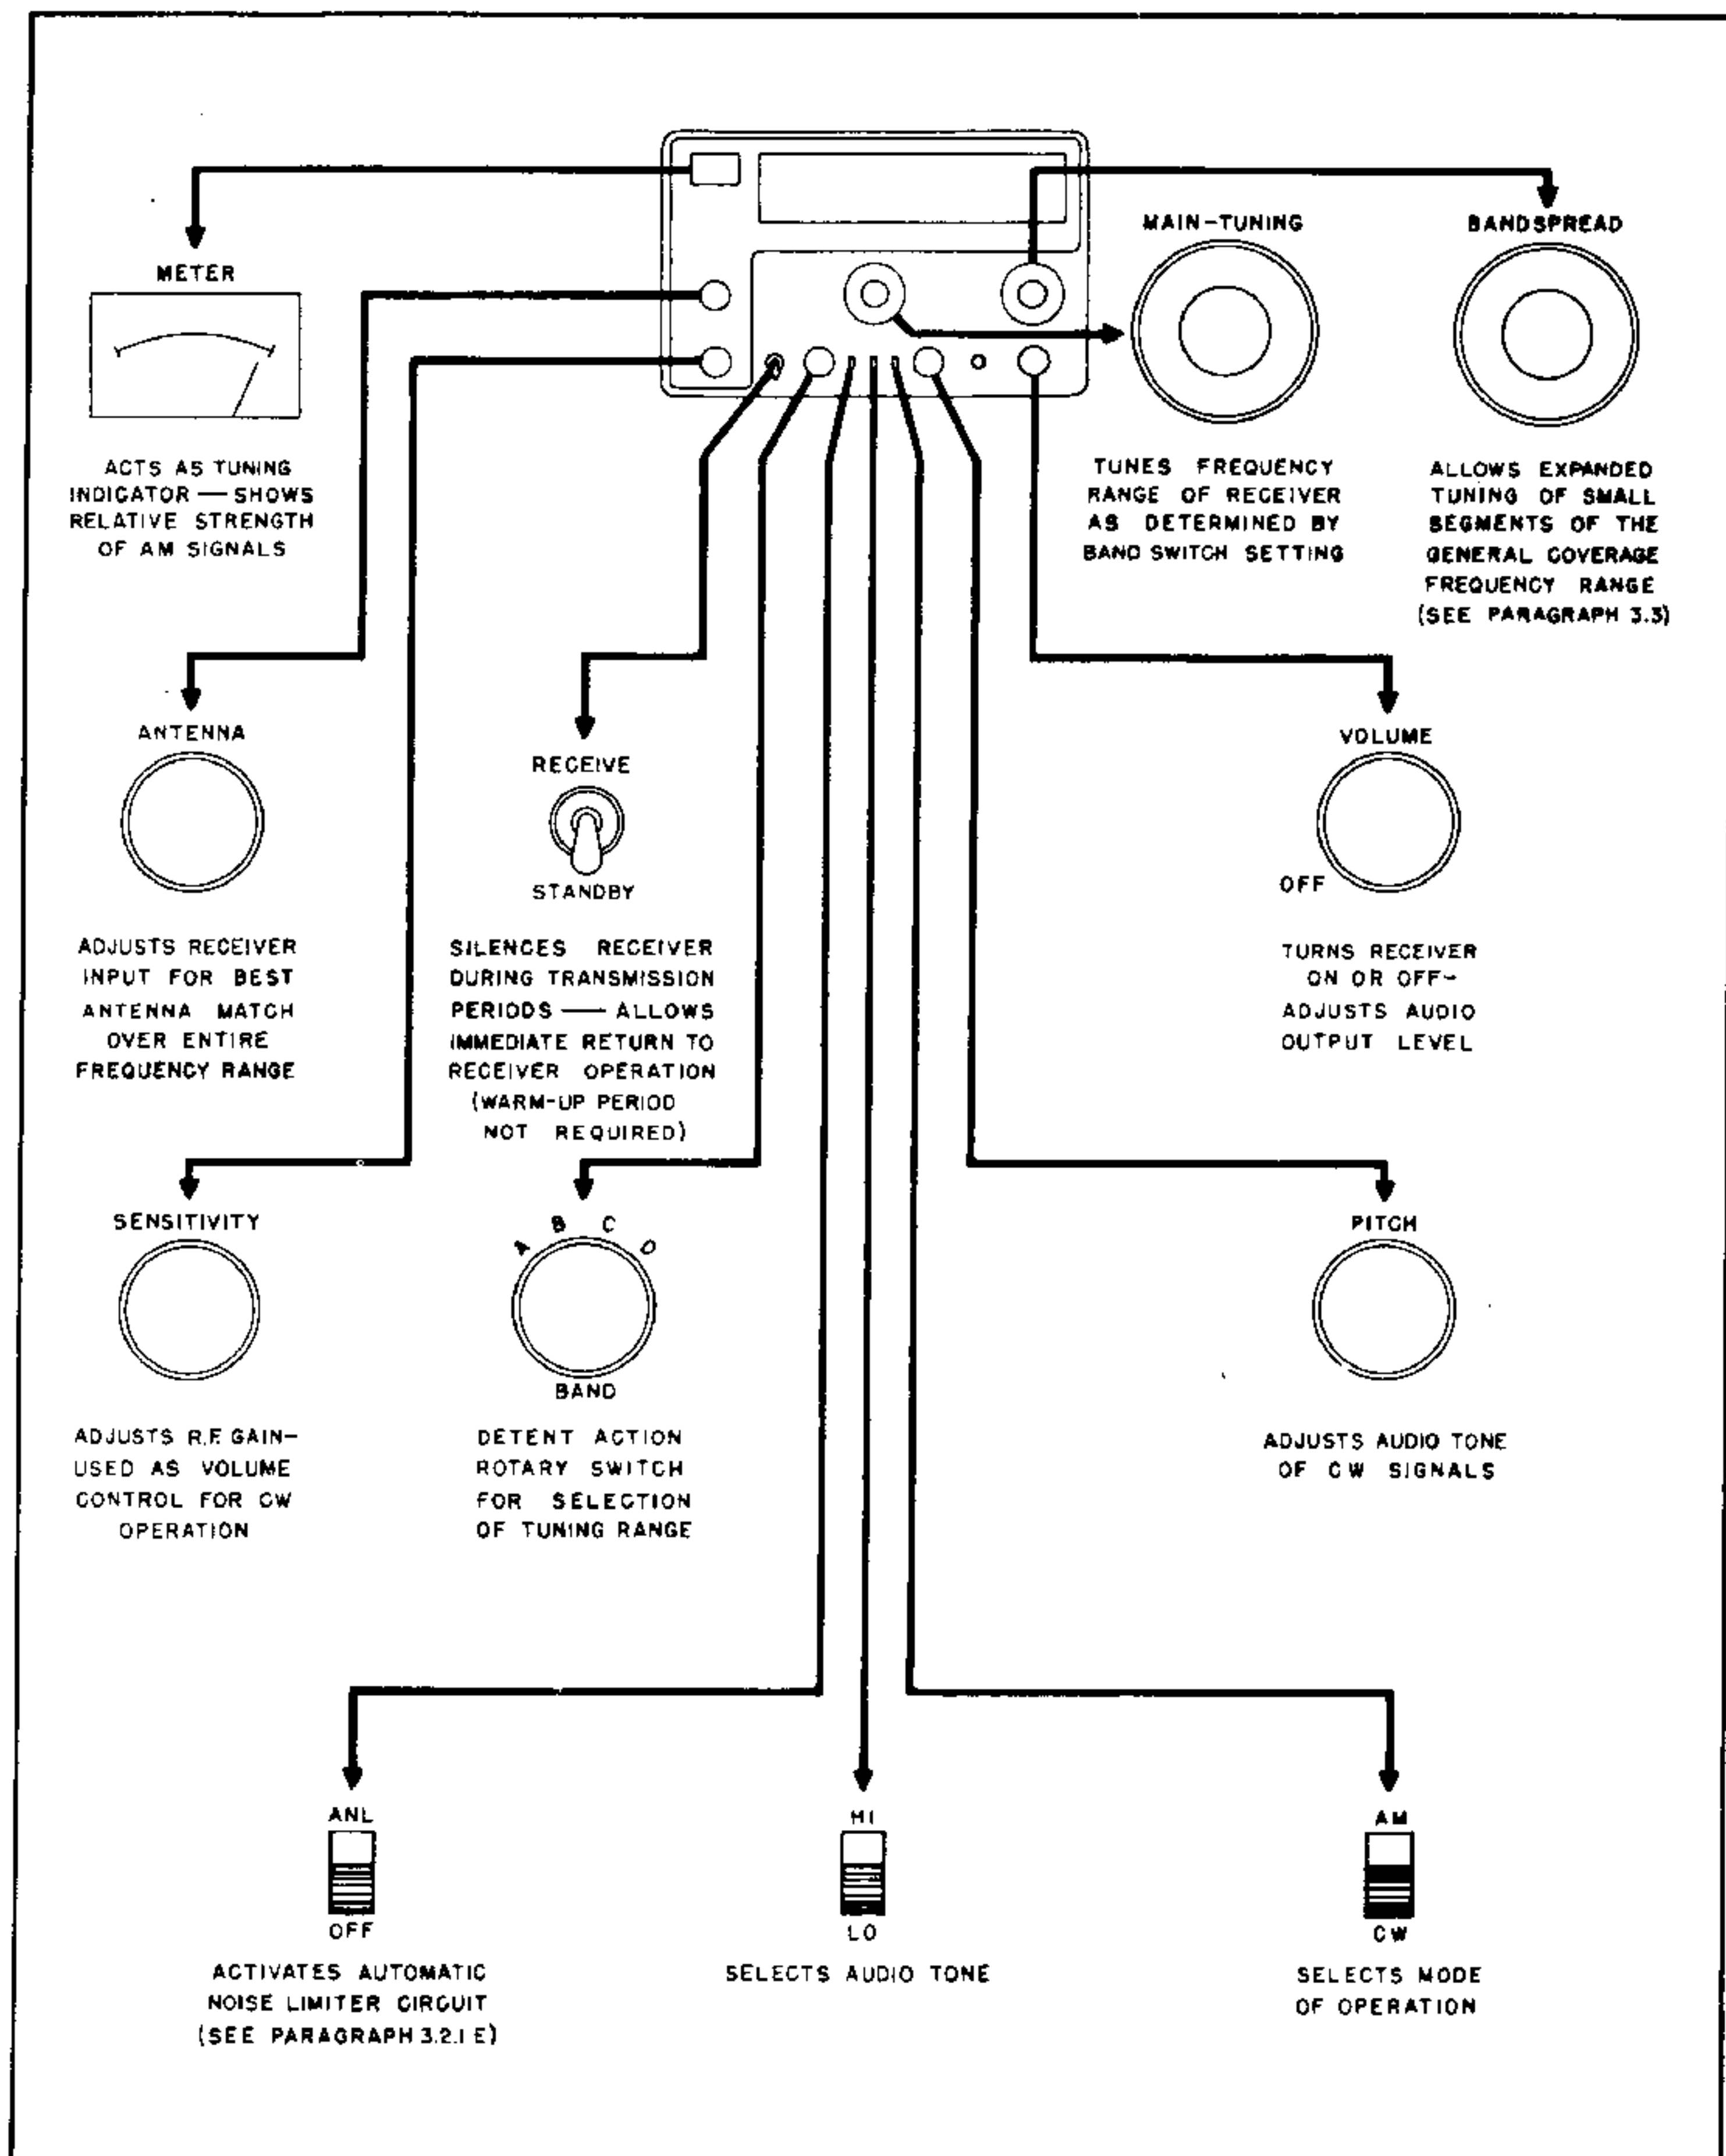 METER
ACTS AS TUNING
INDICATOR — SHOWS
RELATIVE STRENGTH
OF AM SIGNALS
MAIN-TUNING
TUNES FREQUENCY
RANGE OF RECEIVER
AS DETERMINED BY
BAND SWITCH SETTING
BANDSPREAD
ALLOWS EXPANDED
TUNING OF SMALL
SEGMENTS OF THE
GENERAL COVERAGE
FREQUENCY RANGE
(SEE PARAGRAPH 3.3)
ANTENNA
ADJUSTS RECEIVER
INPUT FOR BEST
ANTENNA MATCH
OVER ENTIRE
FREQUENCY RANGE
RECEIVE
STANDBY
SILENCES RECEIVER
DURING TRANSMISSION
PERIODS — ALLOWS
IMMEDIATE RETURN TO
RECEIVER OPERATION
(WARM-UP PERIOD
NOT REQUIRED)
VOLUME
OFF
TURNS RECEIVER
ON OR OFF-
ADJUSTS AUDIO
OUTPUT LEVEL
SENSITIVITY
ADJUSTS R.F. GAIN-
USED AS VOLUME
CONTROL FOR CW
OPERATION
A B C D
BAND
DETENT ACTION
ROTARY SWITCH
FOR SELECTION
OF TUNING RANGE
PITCH
ADJUSTS AUDIO TONE
OF CW SIGNALS
ANL
OFF
ACTIVATES AUTOMATIC
NOISE LIMITER CIRCUIT
(SEE PARAGRAPH 3.2.1 E)
HI
LO
SELECTS AUDIO TONE
AM
CW
SELECTS MODE
OF OPERATION